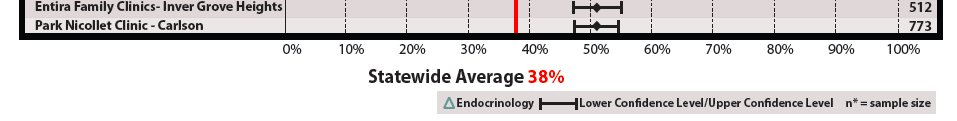 Entira Family Clinics- Inver Grove Heights 512
Park Nicollet Clinic - Carlson 773
0% 10% 20% 30% 40% 50% 60% 70% 80% 90% 100%
Statewide Average 38%
Endocrinology Lower Confidence Level/Upper Confidence Level n* = sample size